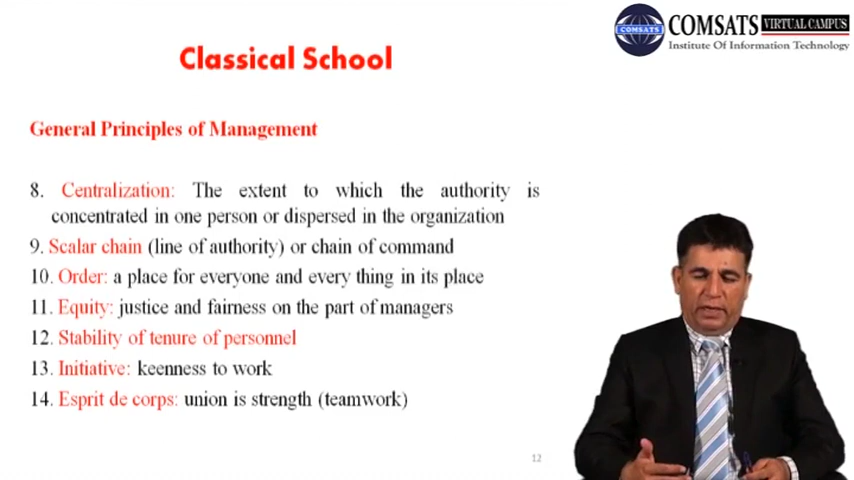 COMSATS VIRTUAL CAMPUS
COMSATS
Institute Of Information Technology
Classical School
General Principles of Management
8. Centralization: The extent to which the authority is
concentrated in one person or dispersed in the organization
9. Scalar chain (line of authority) or chain of command
10. Order: a place for everyone and every thing in its place
11. Equity: justice and fairness on the part of managers
12. Stability of tenure of personnel
13. Initiative: keenness to work
14. Esprit de corps: union is strength (teamwork)
12